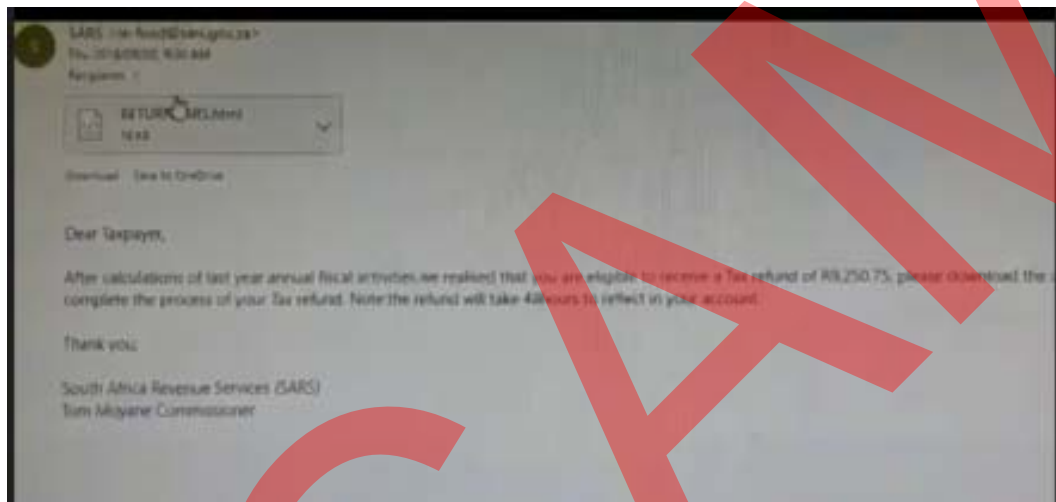 Recipients
Download Save to OneDrive
Dear Taxpayer,
After calculations of last year annual fiscal activities,we realised that you are eligible to receive a Tax refund of R9,250.75, please download the
complete the process of your Tax refund. Note:the refund will take 48hours to reflect in your account.
Thank you;
South Africa Revenue Services (SARS)
Tom Moyane Commissioner
SCAM